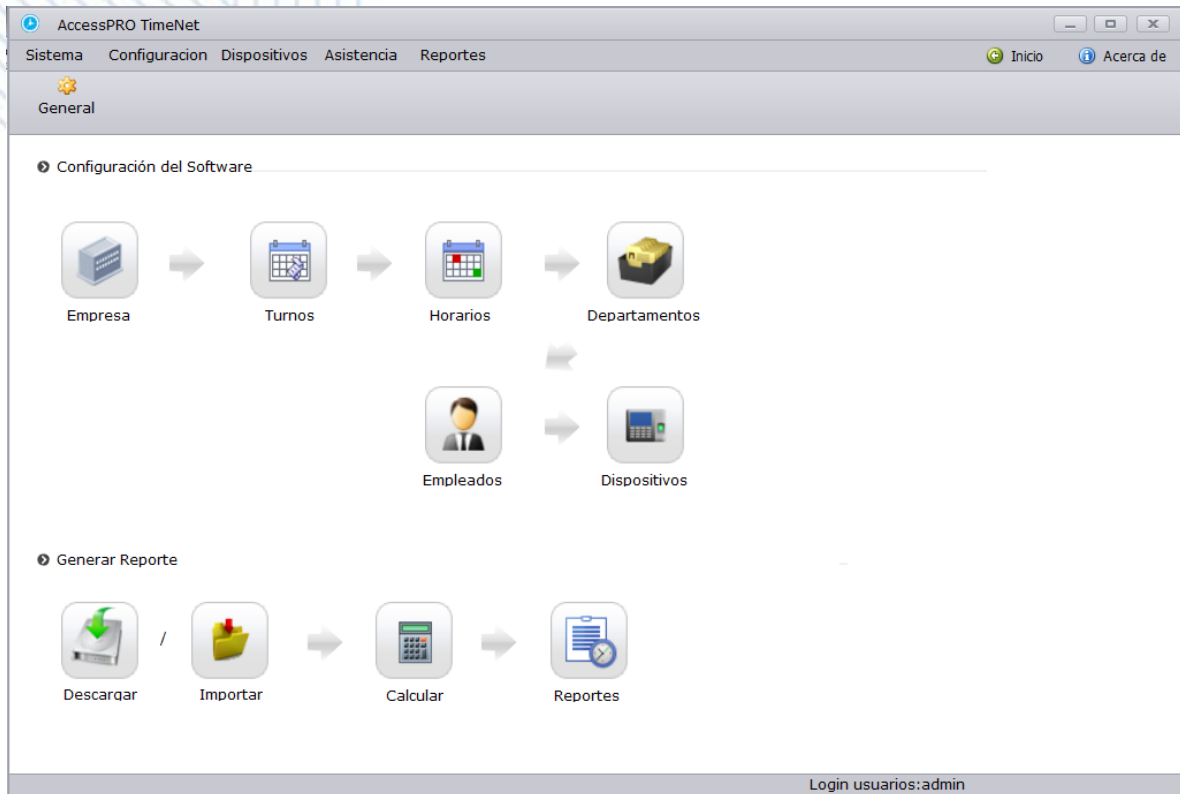 AccessPRO TimeNet
Sistema Configuracion Dispositivos Asistencia Reportes Inicio Acerca de
General
Configuración del Software
Empresa Turnos Horarios Departamentos
Empleados Dispositivos
Generar Reporte
/
Descargar Importar Calcular Reportes
Login usuarios:admin